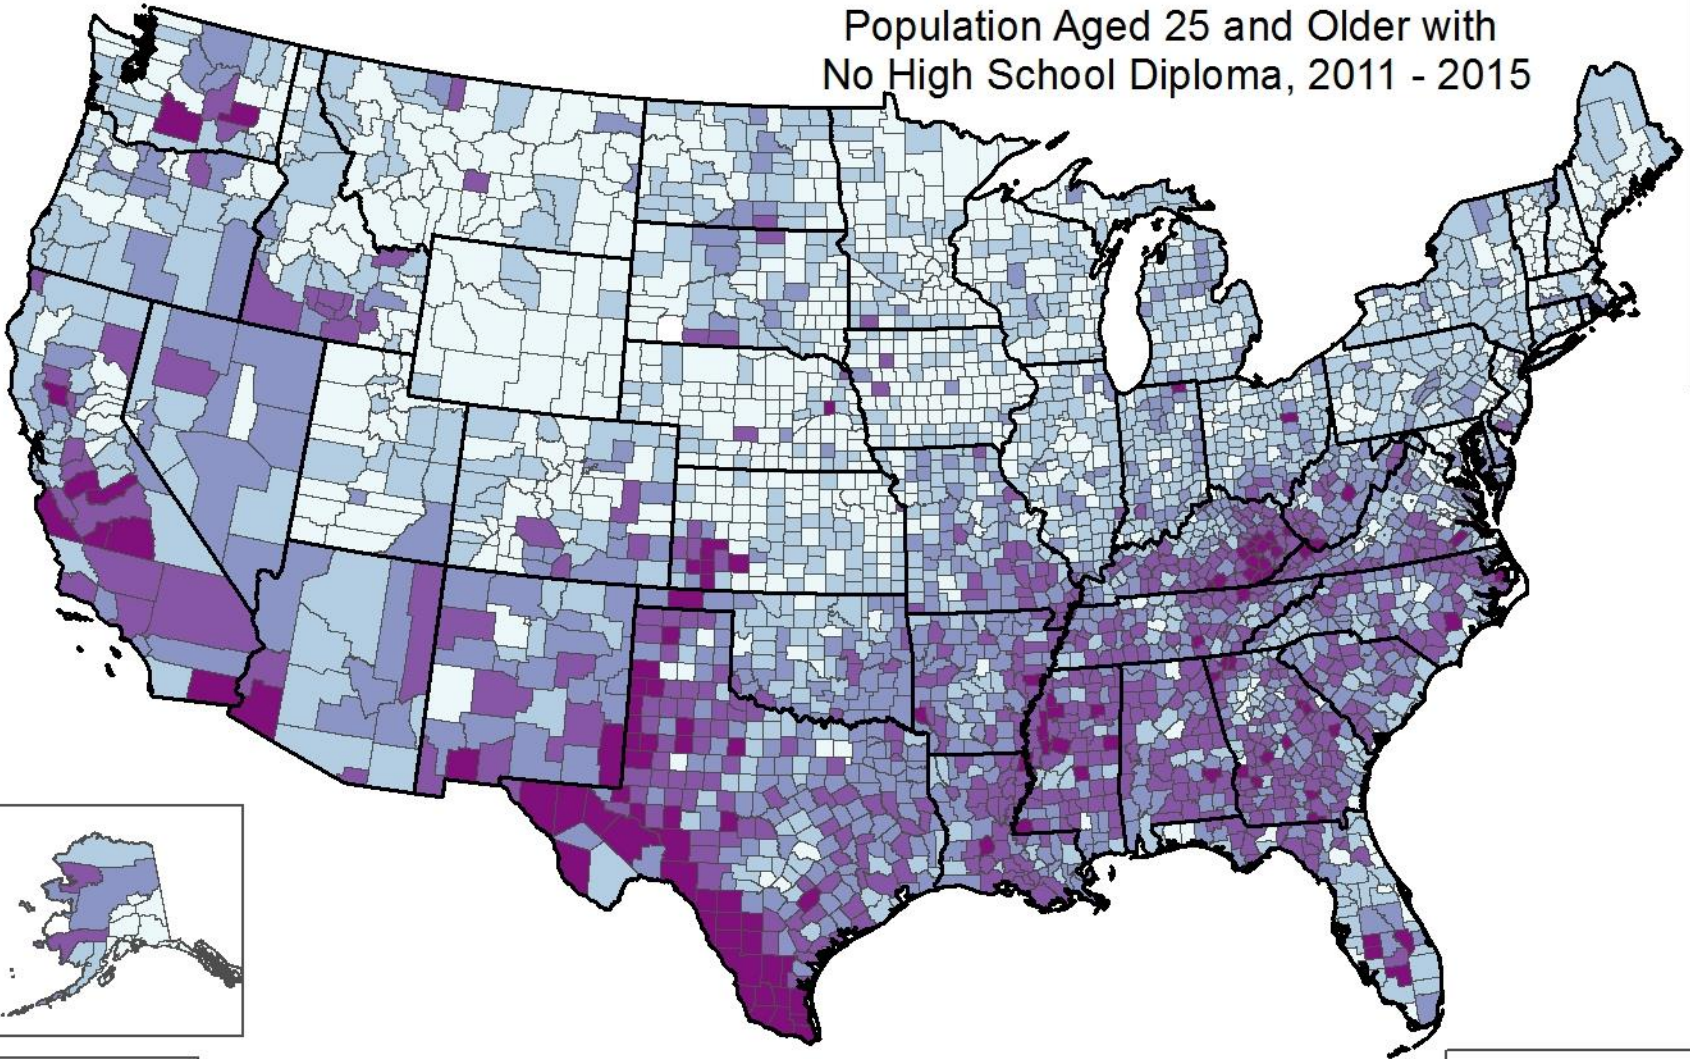 Population Aged 25 and Older with
No High School Diploma, 2011 - 2015